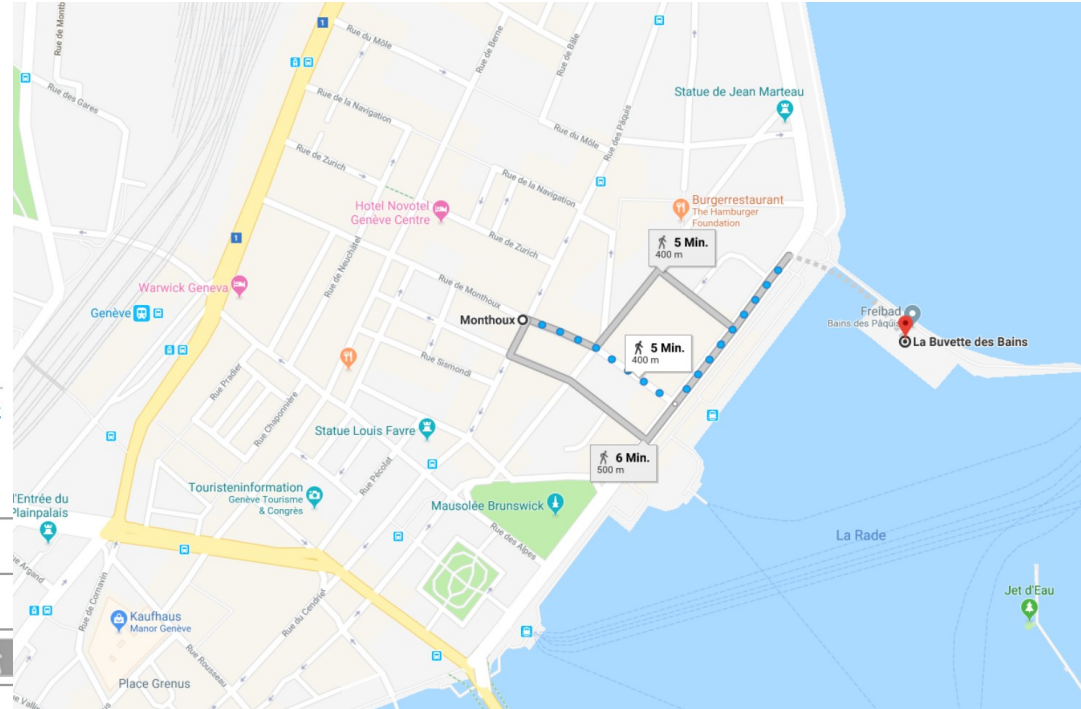 Rue de Montb
Rue du Môle
Rue de Berne
Rue de Bâle
1
Rue des Gares
Rue de la Navigation
Statue de Jean Marteau
Rue des Pâquis
Rue du Môle
Rue de Zurich
Rue de la Navigation
Hotel Novotel
Genève Centre
Burgerrestaurant
The Hamburger
Foundation
Rue de Zurich
1
5 Min.
400 m
Rue de Neuchâtel
Rue de Monthoux
Warwick Geneva
Genève
Monthoux
Freibad
Bains des Pâquis
La Buvette des Bains
5 Min.
400 m
Rue Sismondi
Rue Pradier
Rue Chaponnière
Statue Louis Favre
6 Min.
500 m
Rue Pécolat
Touristeninformation
Genève Tourisme
& Congrès
l'Entrée du
Plainpalais
Mausolée Brunswick
Rue des Alpes
La Rade
ue Argand
Rue de Cornavin
Rue du Cendrier
Jet d'Eau
Kaufhaus
Manor Genève
Rue Rousseau
Place Grenus